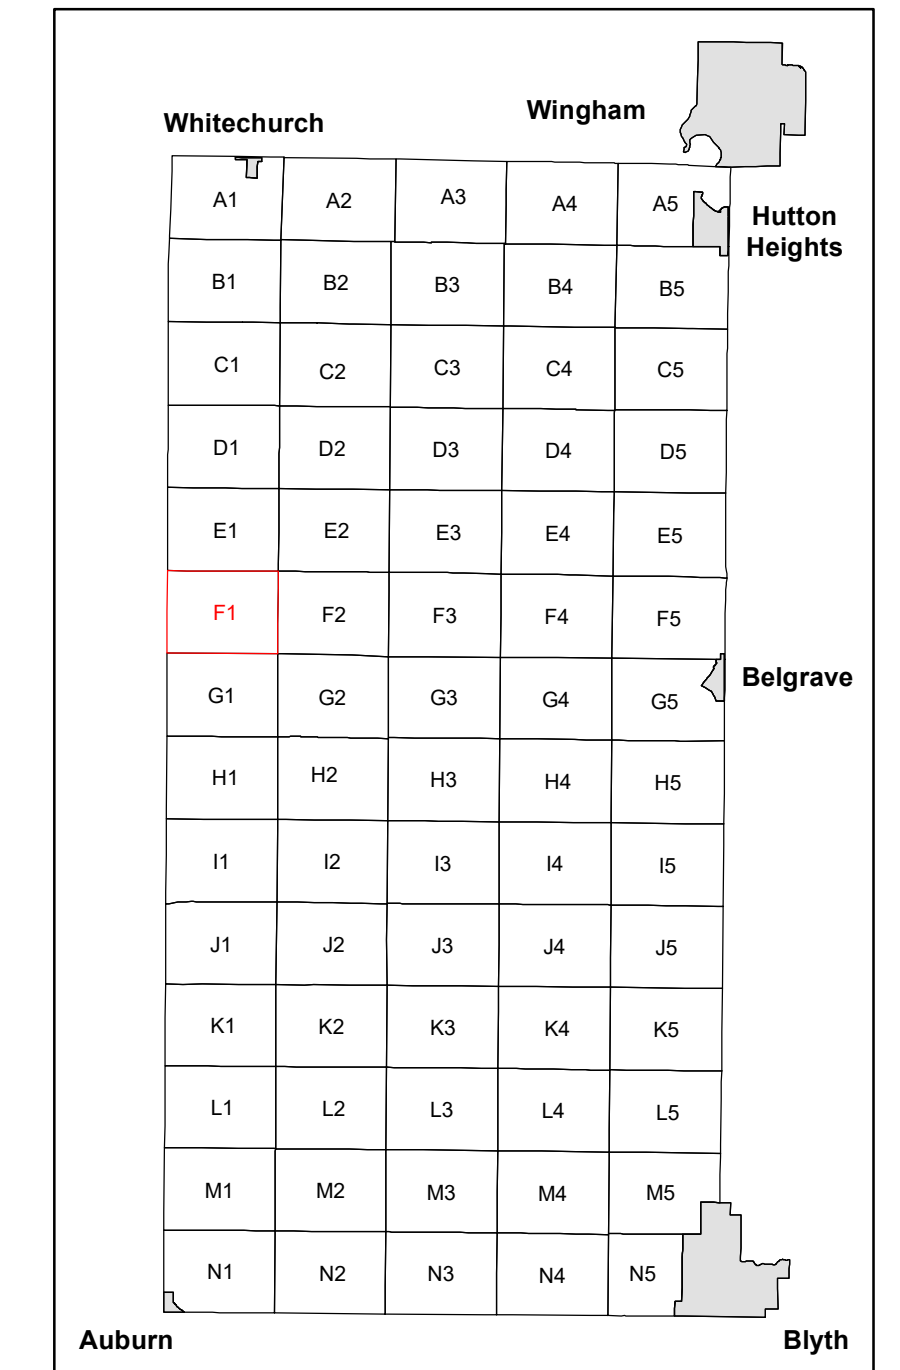 Wingham
Whitechurch
A1 A2 A3 A4 A5
Hutton
Heights
B1 B2 B3 B4 B5
C1 C2 C3 C4 C5
D1 D2 D3 D4 D5
E1 E2 E3 E4 E5
F1 F2 F3 F4 F5
Belgrave
G1 G2 G3 G4 G5
H1 H2 H3 H4 H5
I1 I2 I3 I4 I5
J1 J2 J3 J4 J5
K1 K2 K3 K4 K5
L1 L2 L3 L4 L5
M1 M2 M3 M4 M5
N1 N2 N3 N4 N5
Auburn
Blyth